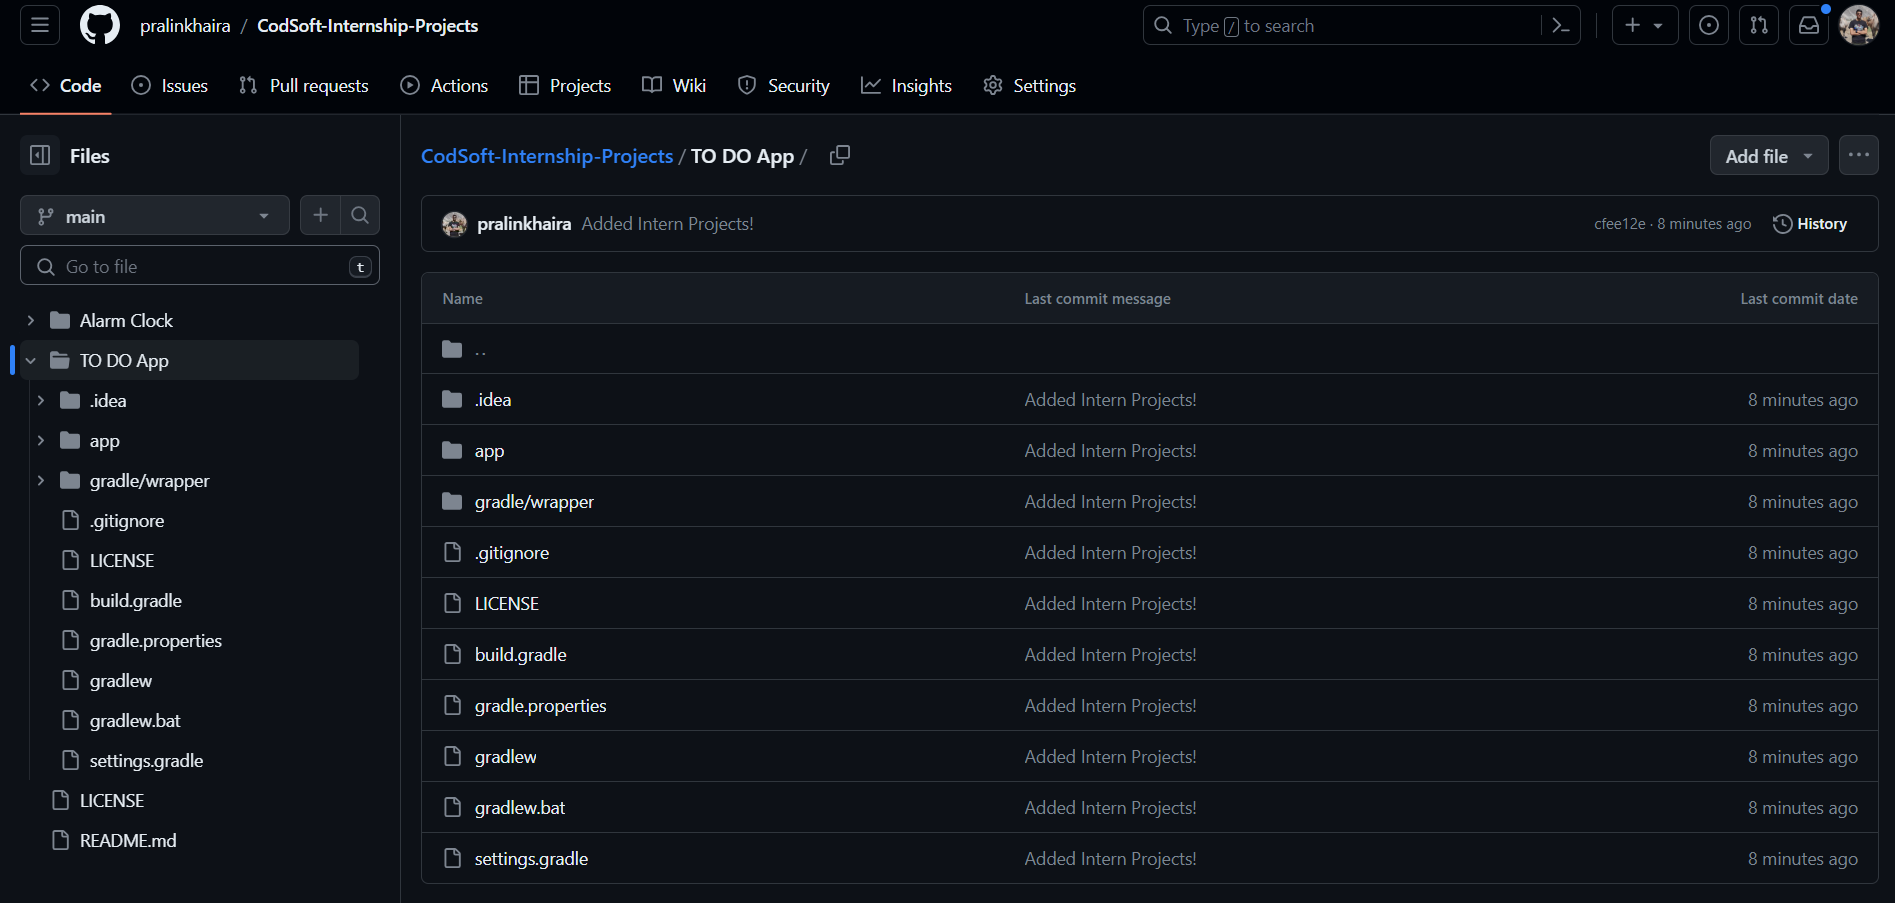 pralinkhaira / CodSoft-Internship-Projects
Type / to search
Code Issues Pull requests Actions Projects Wiki Security Insights Settings
Files
main
Go to file t
Alarm Clock
TO DO App
.idea
app
gradle/wrapper
.gitignore
LICENSE
build.gradle
gradle.properties
gradlew
gradlew.bat
settings.gradle
LICENSE
README.md
CodSoft-Internship-Projects / TO DO App /
Add file
pralinkhaira Added Intern Projects! cfee12e · 8 minutes ago History
Name Last commit message Last commit date
..
.idea Added Intern Projects! 8 minutes ago
app Added Intern Projects! 8 minutes ago
gradle/wrapper Added Intern Projects! 8 minutes ago
.gitignore Added Intern Projects! 8 minutes ago
LICENSE Added Intern Projects! 8 minutes ago
build.gradle Added Intern Projects! 8 minutes ago
gradle.properties Added Intern Projects! 8 minutes ago
gradlew Added Intern Projects! 8 minutes ago
gradlew.bat Added Intern Projects! 8 minutes ago
settings.gradle Added Intern Projects! 8 minutes ago